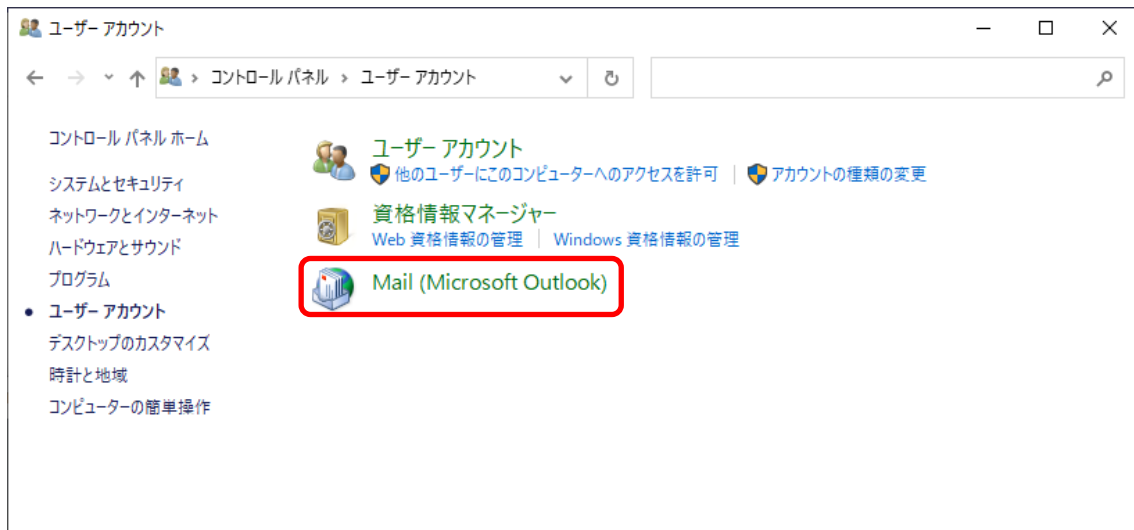 ユーザー アカウント
コントロール パネル › ユーザー アカウント
コントロール パネル ホーム
システムとセキュリティ
ネットワークとインターネット
ハードウェアとサウンド
プログラム
ユーザー アカウント
デスクトップのカスタマイズ
時計と地域
コンピューターの簡単操作
ユーザー アカウント
他のユーザーにこのコンピューターへのアクセスを許可 | アカウントの種類の変更
資格情報マネージャー
Web 資格情報の管理 | Windows 資格情報の管理
Mail (Microsoft Outlook)